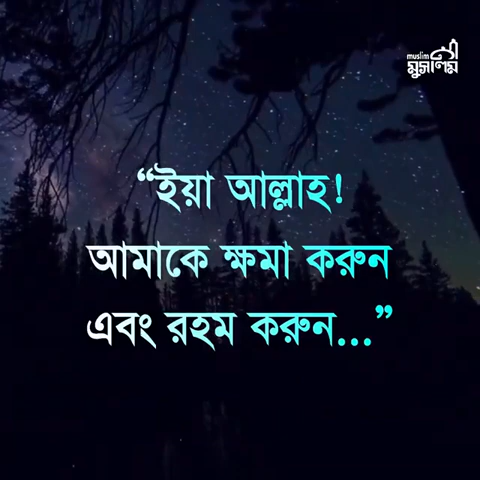 muslim
মুসলিম
“ইয়া আল্লাহ!
আমাকে ক্ষমা করুন
এবং রহম করুন...”